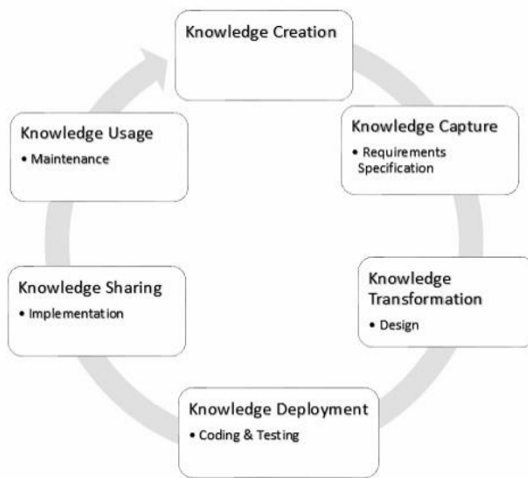 Knowledge Creation
Knowledge Capture
• Requirements
Specification
Knowledge
Transformation
• Design
Knowledge Deployment
• Coding & Testing
Knowledge Sharing
• Implementation
Knowledge Usage
• Maintenance